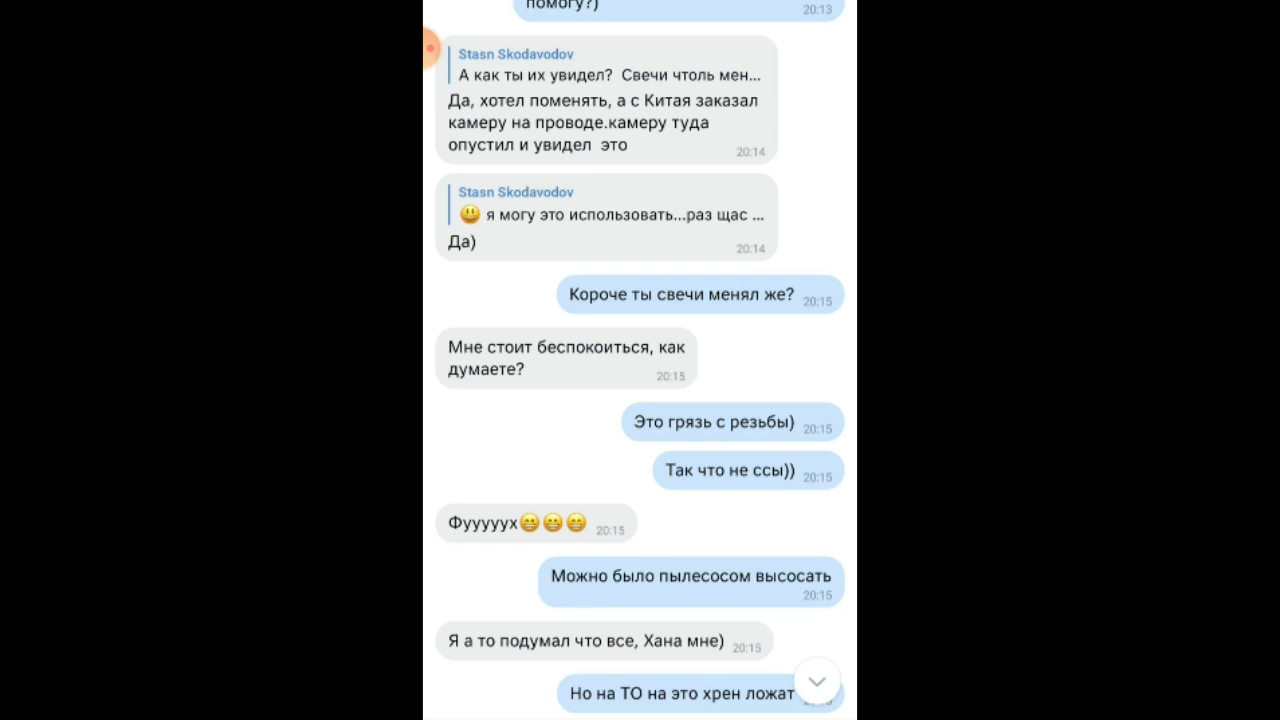 помогу?)
20:13
Stasn Skodavodov
А как ты их увидел? Свечи чтоль мен...
Да, хотел поменять, а с Китая заказал
камеру на проводе.камеру туда
опустил и увидел это
20:14
Stasn Skodavodov
😃 я могу это использовать...раз щас ...
Да)
20:14
Короче ты свечи менял же? 20:15
Мне стоит беспокоиться, как
думаете?
20:15
Это грязь с резьбы) 20:15
Так что не ссы)) 20:15
Фууууух😁😁😁 20:15
Можно было пылесосом высосать
20:15
Я а то подумал что все, Хана мне) 20:15
Но на ТО на это хрен ложат